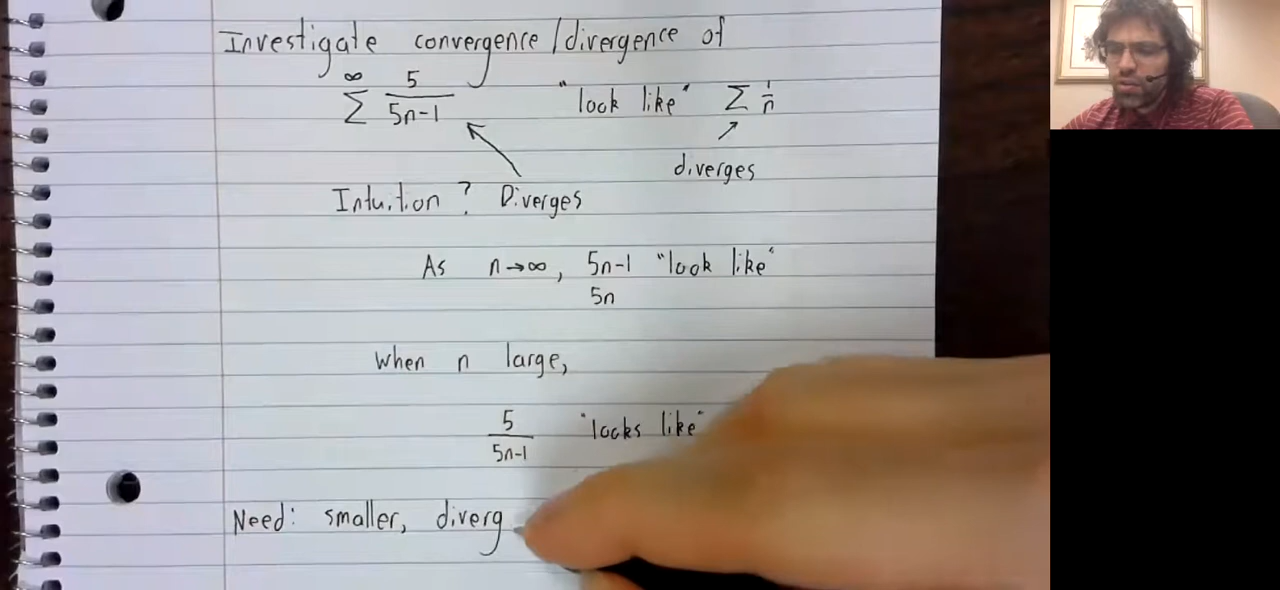 Investigate convergence/divergence of
∞
∑ 5/(5n-1) "look like" ∑ 1/n
diverges
Intuition? Diverges
As n→∞, 5n-1 "look like"
5n
when n large,
5/(5n-1) "looks like"
Need: smaller, diverg